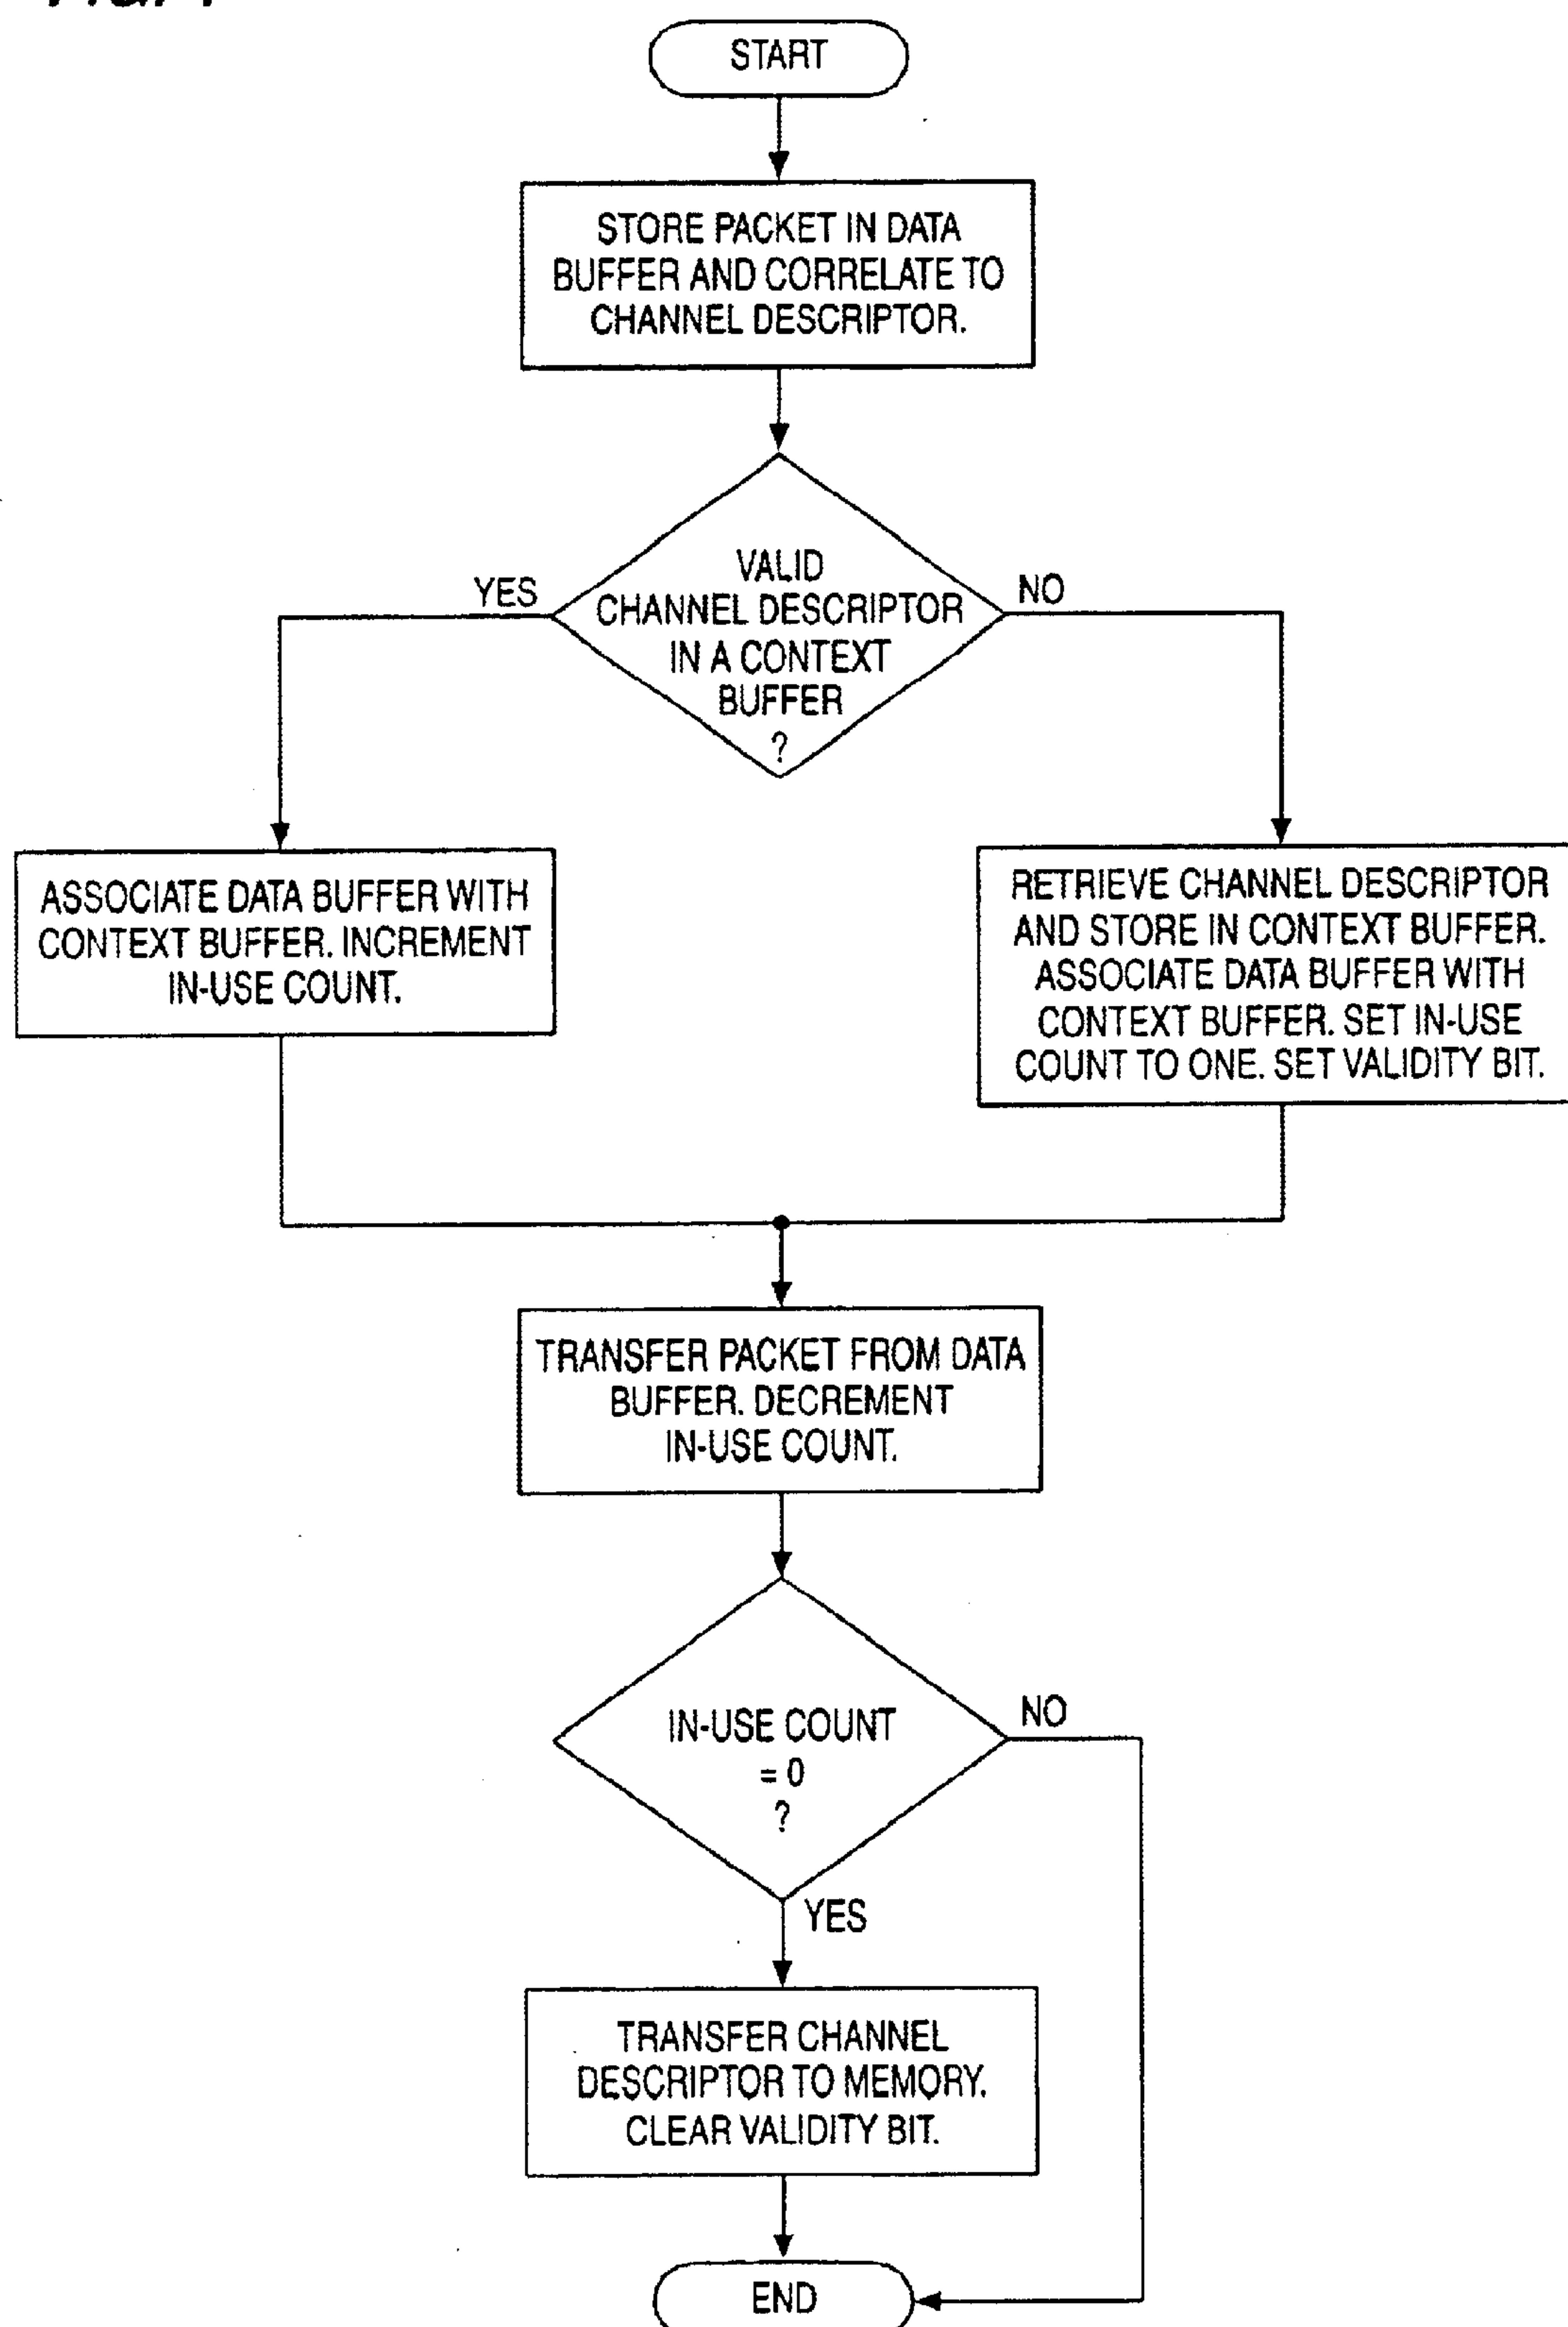 START
STORE PACKET IN DATA
BUFFER AND CORRELATE TO
CHANNEL DESCRIPTOR.
VALID
CHANNEL DESCRIPTOR
IN A CONTEXT
BUFFER
?
YES
NO
ASSOCIATE DATA BUFFER WITH
CONTEXT BUFFER. INCREMENT
IN-USE COUNT.
RETRIEVE CHANNEL DESCRIPTOR
AND STORE IN CONTEXT BUFFER.
ASSOCIATE DATA BUFFER WITH
CONTEXT BUFFER. SET IN-USE
COUNT TO ONE. SET VALIDITY BIT.
TRANSFER PACKET FROM DATA
BUFFER. DECREMENT
IN-USE COUNT.
IN-USE COUNT
= 0
?
NO
YES
TRANSFER CHANNEL
DESCRIPTOR TO MEMORY.
CLEAR VALIDITY BIT.
END